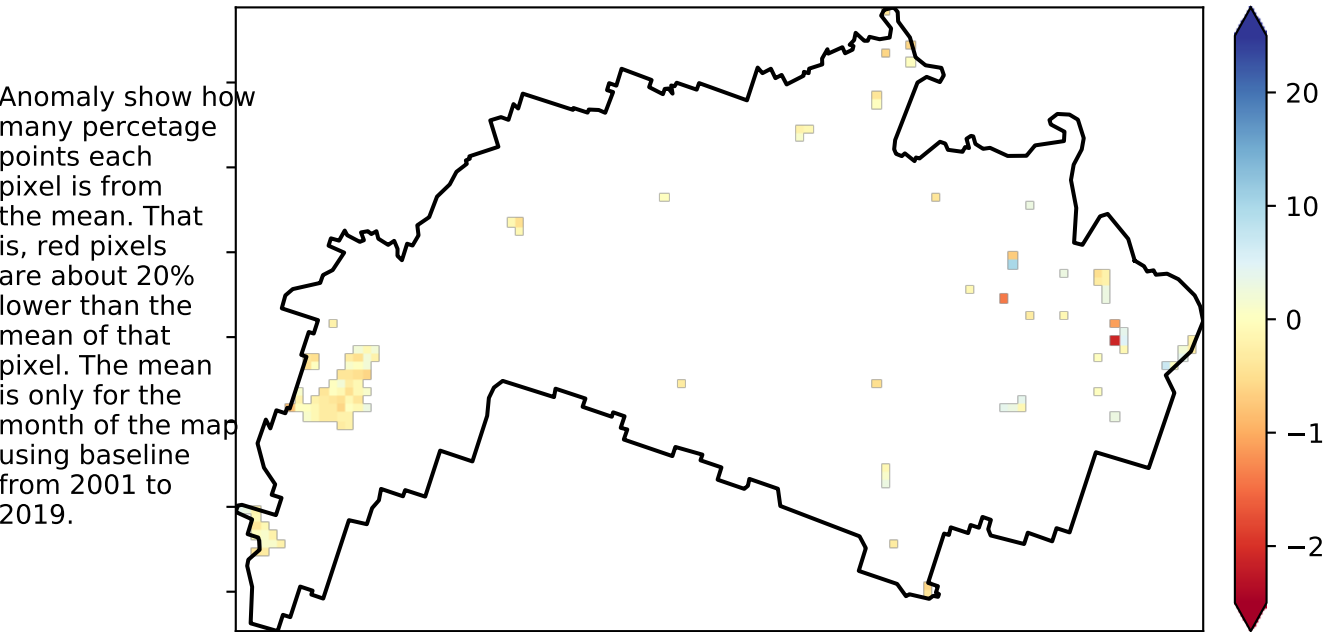 Anomaly show how
many percetage
points each
pixel is from
the mean. That
is, red pixels
are about 20%
lower than the
mean of that
pixel. The mean
is only for the
month of the map
using baseline
from 2001 to
2019.
20
10
0
−1
−2